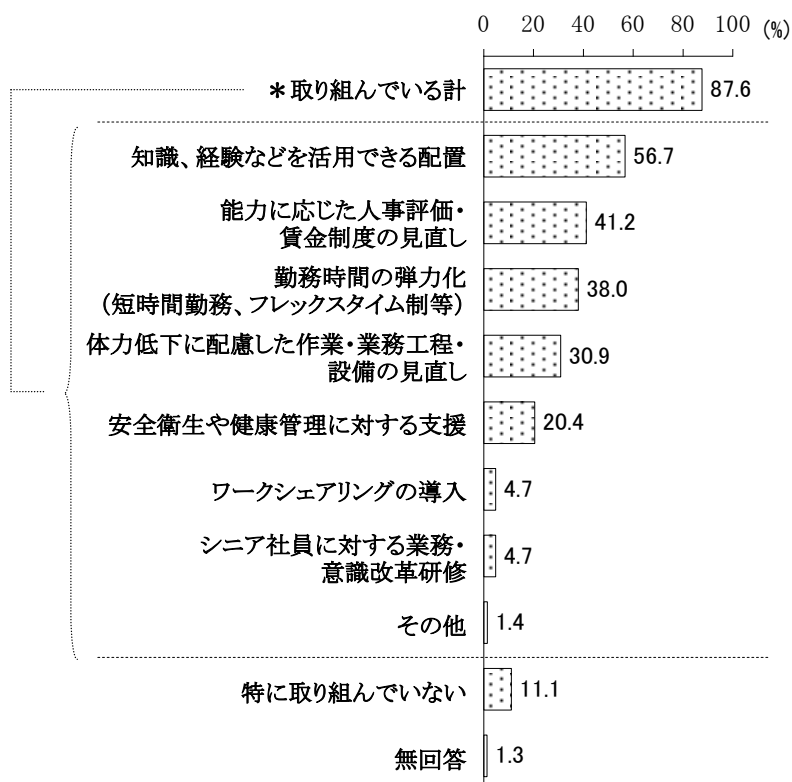 0 20 40 60 80 100 (%)
＊取り組んでいる計 87.6
知識、経験などを活用できる配置 56.7
能力に応じた人事評価・
賃金制度の見直し 41.2
勤務時間の弾力化
（短時間勤務、フレックスタイム制等） 38.0
体力低下に配慮した作業・業務工程・
設備の見直し 30.9
安全衛生や健康管理に対する支援 20.4
ワークシェアリングの導入 4.7
シニア社員に対する業務・
意識改革研修 4.7
その他 1.4
特に取り組んでいない 11.1
無回答 1.3